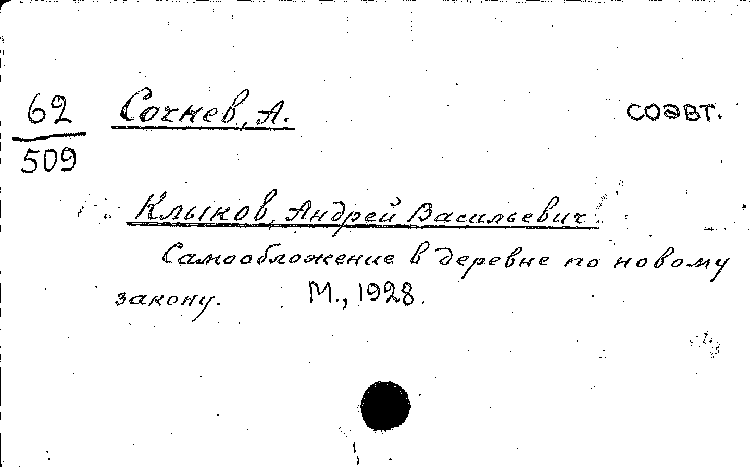 62 Сочнев, А. соавт.
509
Клыков, Андрей Васильевич
Самообложение в деревне по новому
закону. М., 1928.